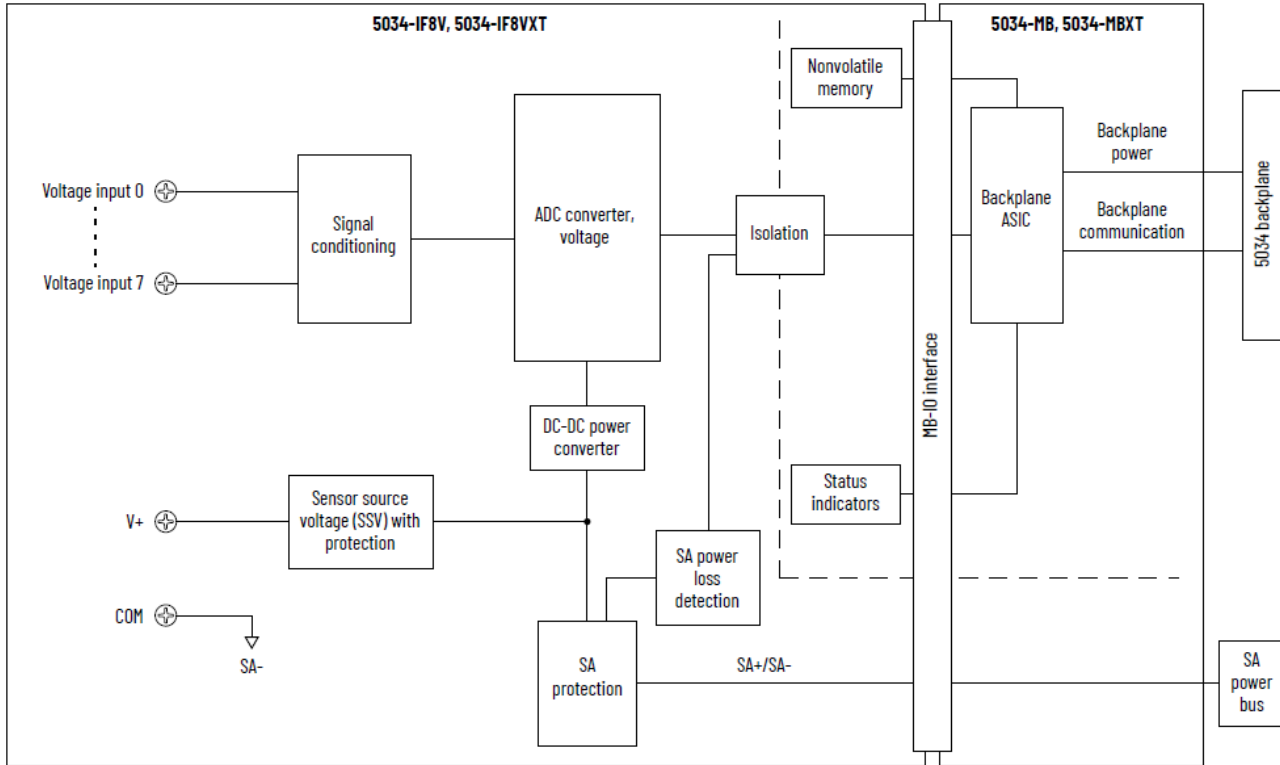 5034-IF8V, 5034-IF8VXT
5034-MB, 5034-MBXT
Nonvolatile
memory
Backplane
power
Voltage input 0
Signal
conditioning
ADC converter,
voltage
Isolation
Backplane
ASIC
Backplane
communication
5034 backplane
Voltage input 7
MB-IO interface
DC-DC power
converter
Status
indicators
V+
Sensor source
voltage (SSV) with
protection
SA power
loss
detection
COM
SA-
SA
protection
SA+/SA-
SA
power
bus